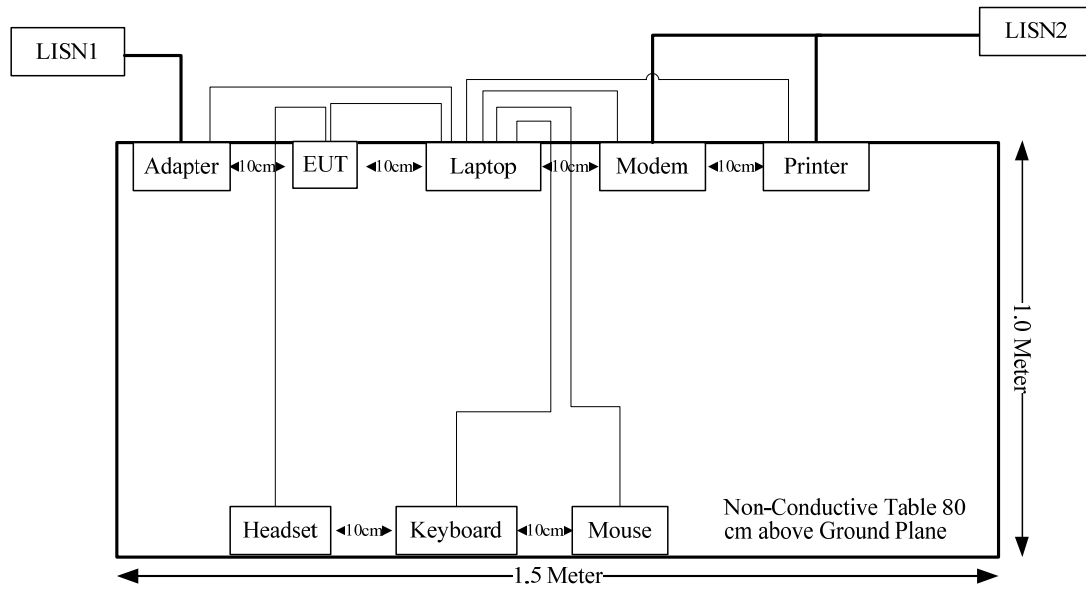 LISN1
LISN2
Adapter
10cm
EUT
10cm
Laptop
10cm
Modem
10cm
Printer
1.0 Meter
Headset
10cm
Keyboard
10cm
Mouse
Non-Conductive Table 80
cm above Ground Plane
1.5 Meter